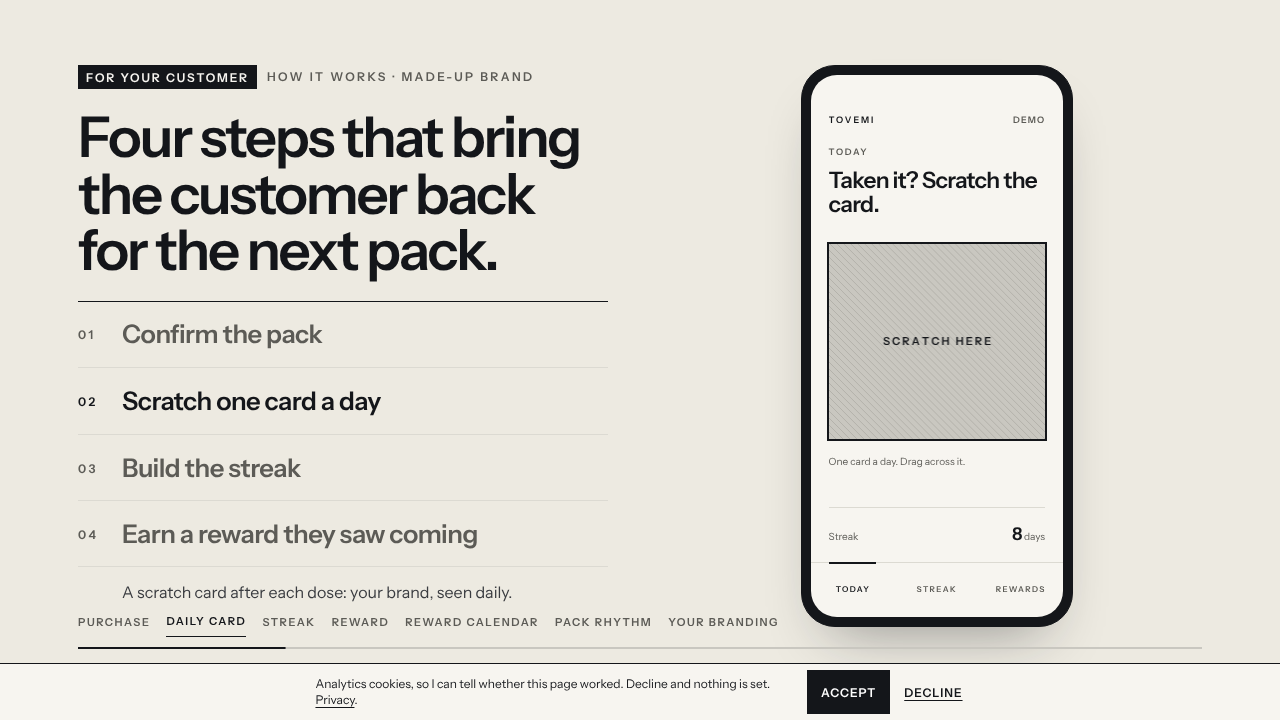 FOR YOUR CUSTOMER HOW IT WORKS · MADE-UP BRAND
Four steps that bring
the customer back
for the next pack.
01 Confirm the pack
02 Scratch one card a day
03 Build the streak
04 Earn a reward they saw coming
A scratch card after each dose: your brand, seen daily.
PURCHASE DAILY CARD STREAK REWARD REWARD CALENDAR PACK RHYTHM YOUR BRANDING
TOVEMI DEMO
TODAY
Taken it? Scratch the
card.
SCRATCH HERE
One card a day. Drag across it.
Streak 8 days
TODAY STREAK REWARDS
Analytics cookies, so I can tell whether this page worked. Decline and nothing is set.
Privacy.
ACCEPT DECLINE